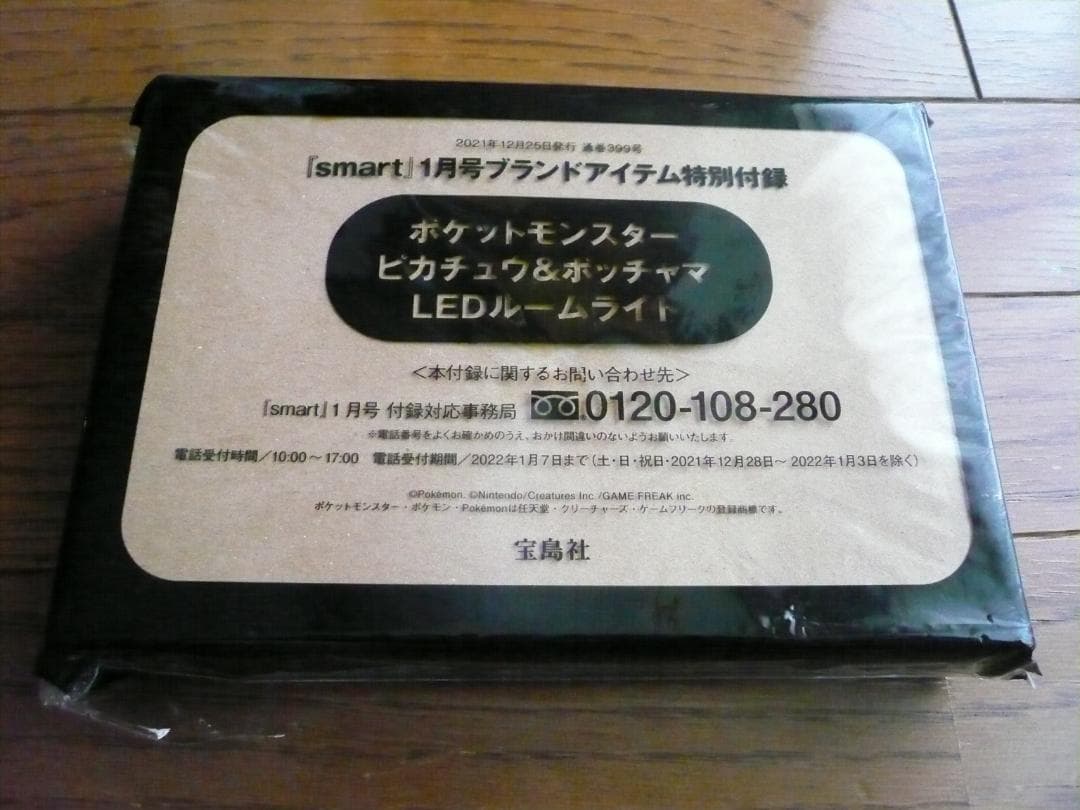 2021年12月25日発行 通巻399号
『smart』1月号ブランドアイテム特別付録
ポケットモンスター
ピカチュウ&ポッチャマ
LEDルームライト
＜本付録に関するお問い合わせ先＞
『smart』1月号 付録対応事務局 0120-108-280
※電話番号をよくお確かめのうえ、おかけ間違いのないようお願いいたします。
電話受付時間／10:00～17:00 電話受付期間／2022年1月7日まで（土・日・祝日・2021年12月28日～2022年1月3日を除く）
©Pokémon. ©Nintendo/Creatures Inc. /GAME FREAK inc.
ポケットモンスター・ポケモン・Pokémonは任天堂・クリーチャーズ・ゲームフリークの登録商標です。
宝島社